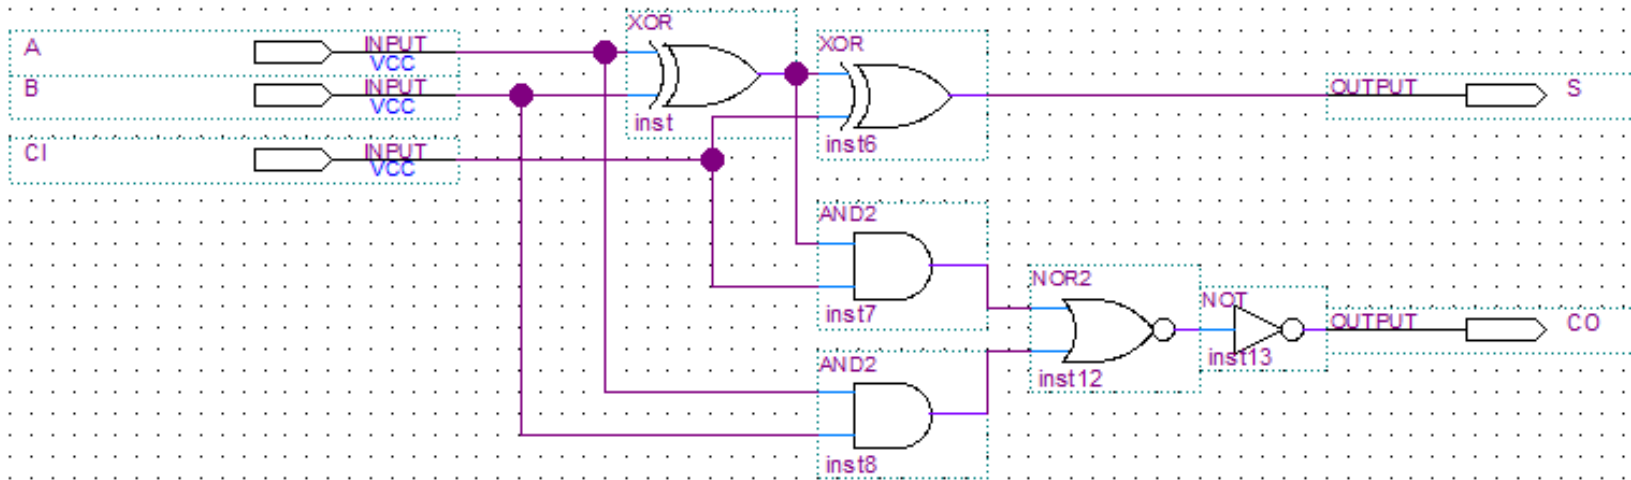 XOR
A
INPUT
VCC
XOR
B
INPUT
VCC
OUTPUT
S
inst
inst6
CI
INPUT
VCC
AND2
inst7
NOR2
NOT
OUTPUT
CO
inst13
AND2
inst12
inst8